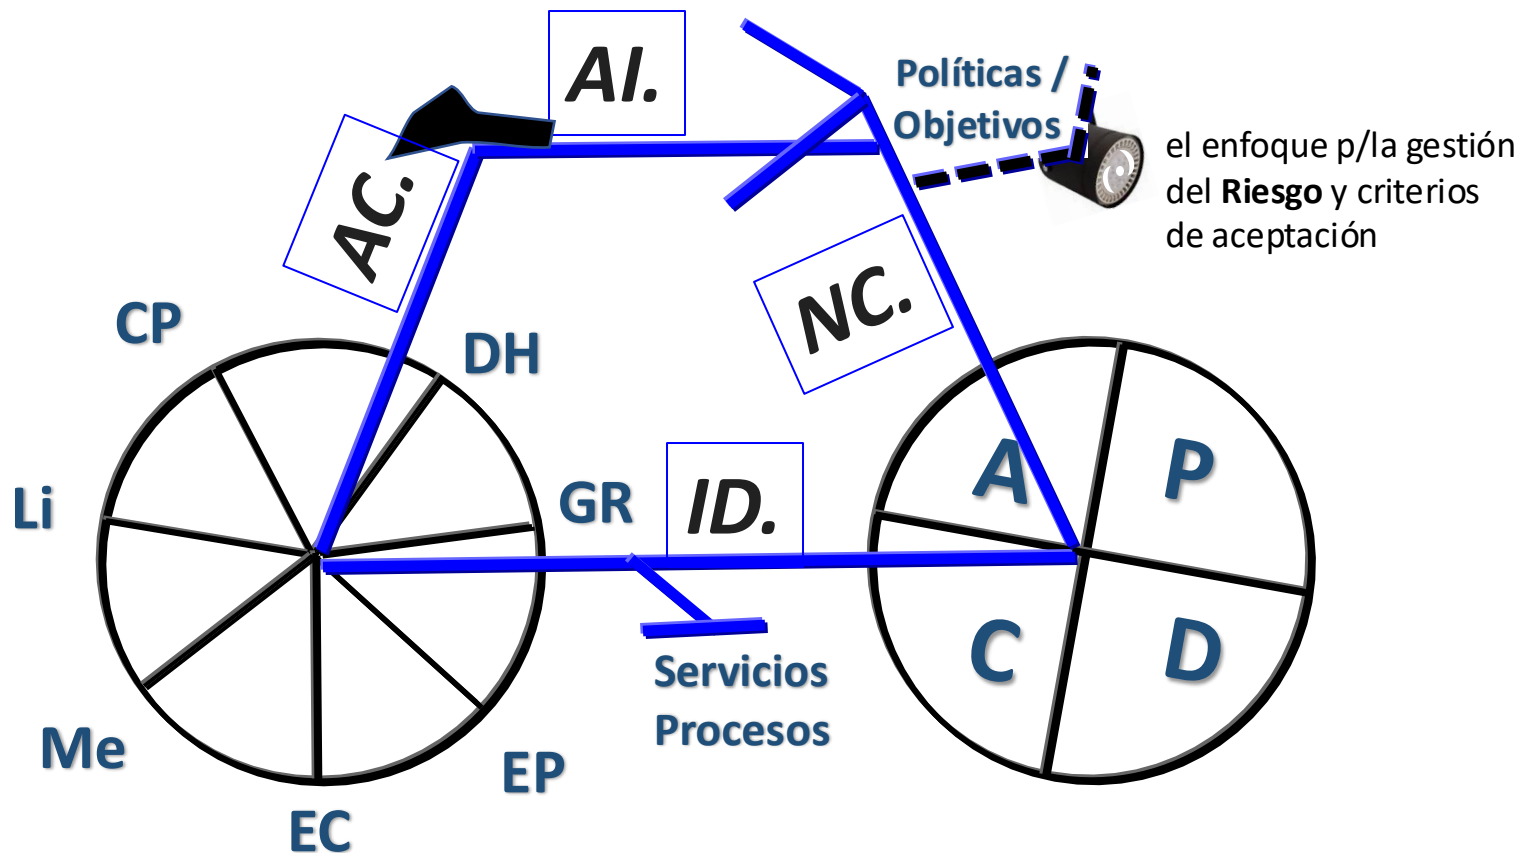 AI.
Políticas /
Objetivos
el enfoque p/la gestión
del Riesgo y criterios
de aceptación
AC.
NC.
CP
DH
Li
GR
ID.
A
P
C
D
Servicios
Procesos
Me
EP
EC